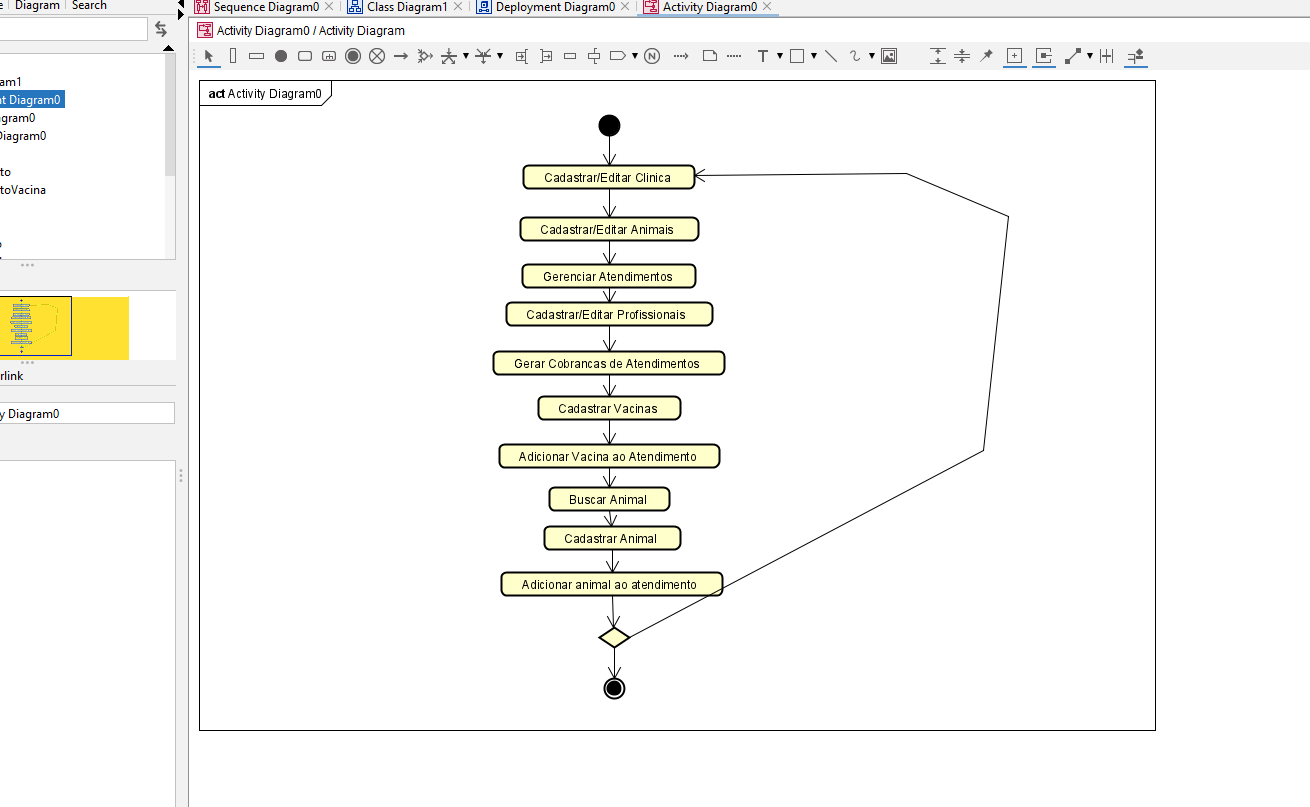 Diagram Search
Sequence Diagram0 Class Diagram1 Deployment Diagram0 Activity Diagram0
Activity Diagram0 / Activity Diagram
T N
act Activity Diagram0
am1
nt Diagram0
gram0
Diagram0
to
toVacina
rlink
y Diagram0
Cadastrar/Editar Clinica
Cadastrar/Editar Animais
Gerenciar Atendimentos
Cadastrar/Editar Profissionais
Gerar Cobrancas de Atendimentos
Cadastrar Vacinas
Adicionar Vacina ao Atendimento
Buscar Animal
Cadastrar Animal
Adicionar animal ao atendimento